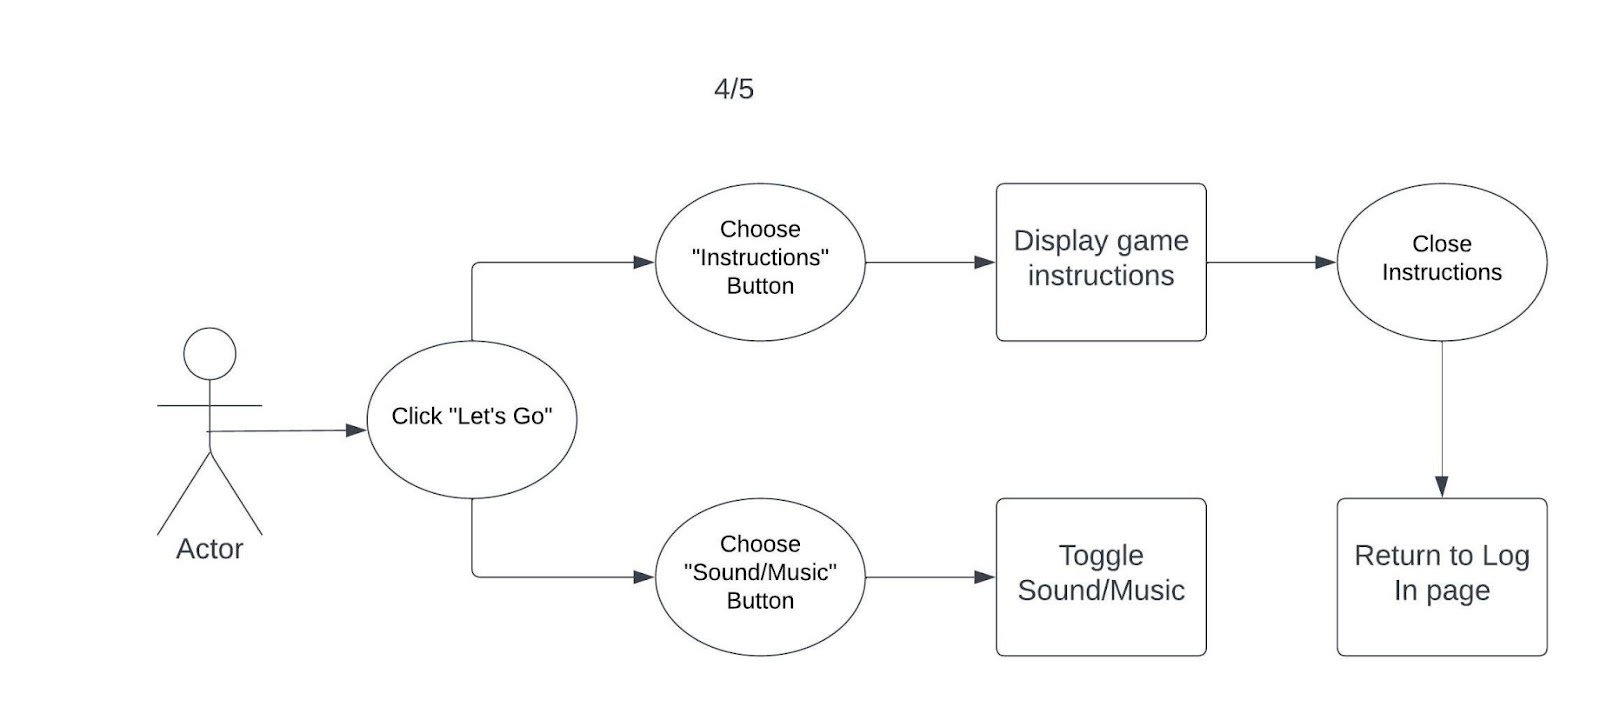 4/5
Choose
"Instructions"
Button
Display game
instructions
Close
Instructions
Click "Let's Go"
Actor
Choose
"Sound/Music"
Button
Toggle
Sound/Music
Return to Log
In page